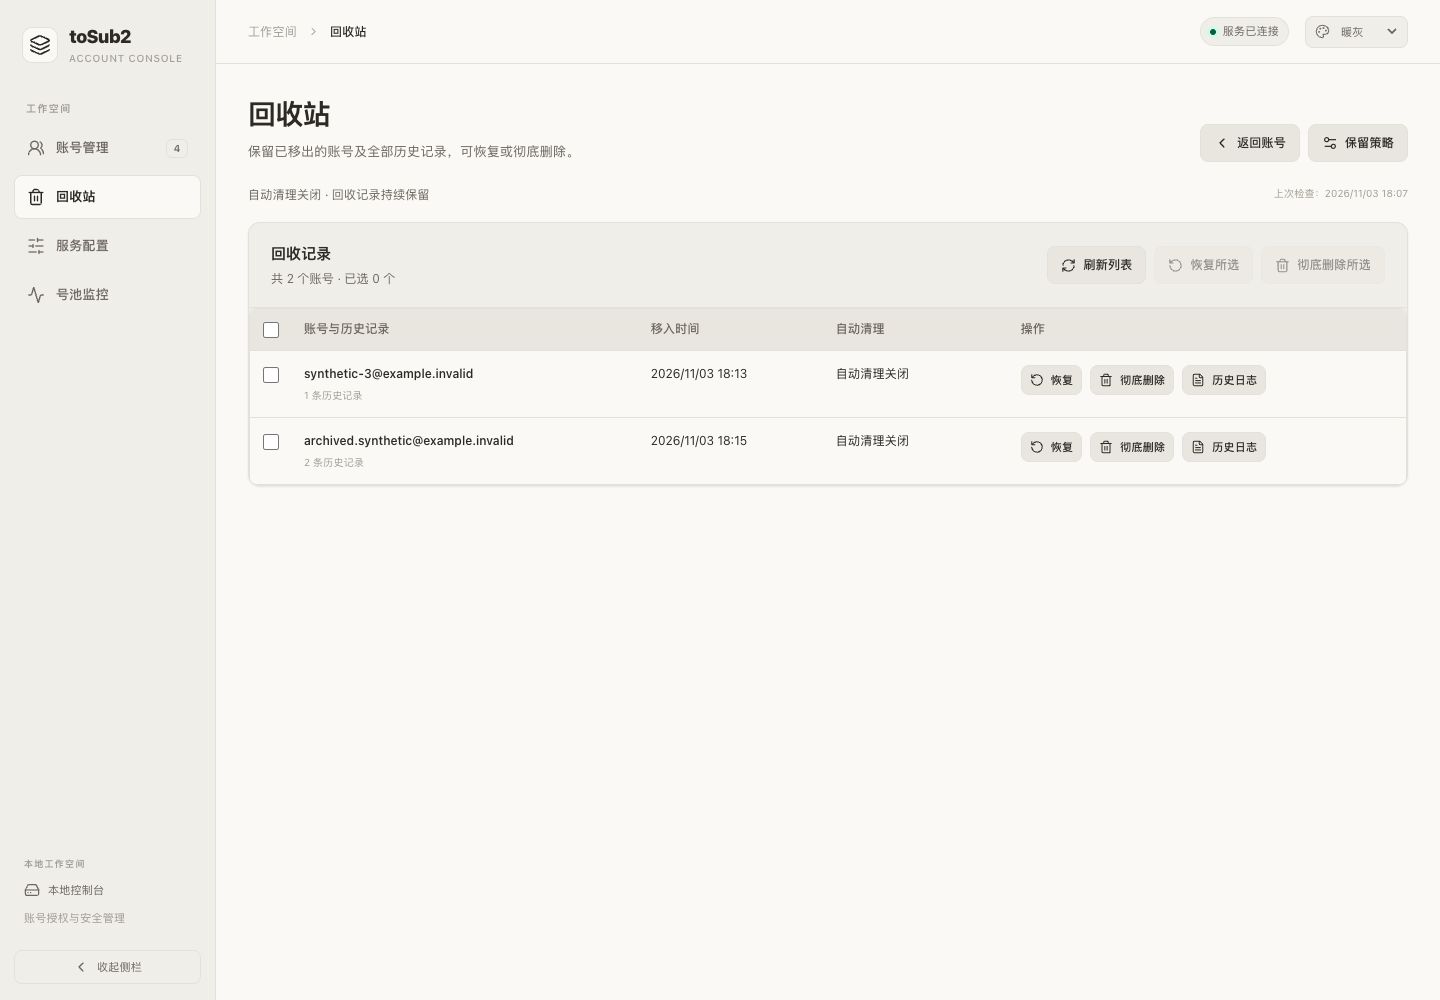 toSub2
ACCOUNT CONSOLE
工作空间
账号管理 4
回收站
服务配置
号池监控
本地工作空间
本地控制台
账号授权与安全管理
收起侧栏
工作空间 回收站
服务已连接 暖灰
回收站
保留已移出的账号及全部历史记录，可恢复或彻底删除。
返回账号 保留策略
自动清理关闭 · 回收记录持续保留
上次检查：2026/11/03 18:07
回收记录
共 2 个账号 · 已选 0 个
刷新列表 恢复所选 彻底删除所选
账号与历史记录 移入时间 自动清理 操作
synthetic-3@example.invalid 2026/11/03 18:13 自动清理关闭 恢复 彻底删除 历史日志
1 条历史记录
archived.synthetic@example.invalid 2026/11/03 18:15 自动清理关闭 恢复 彻底删除 历史日志
2 条历史记录